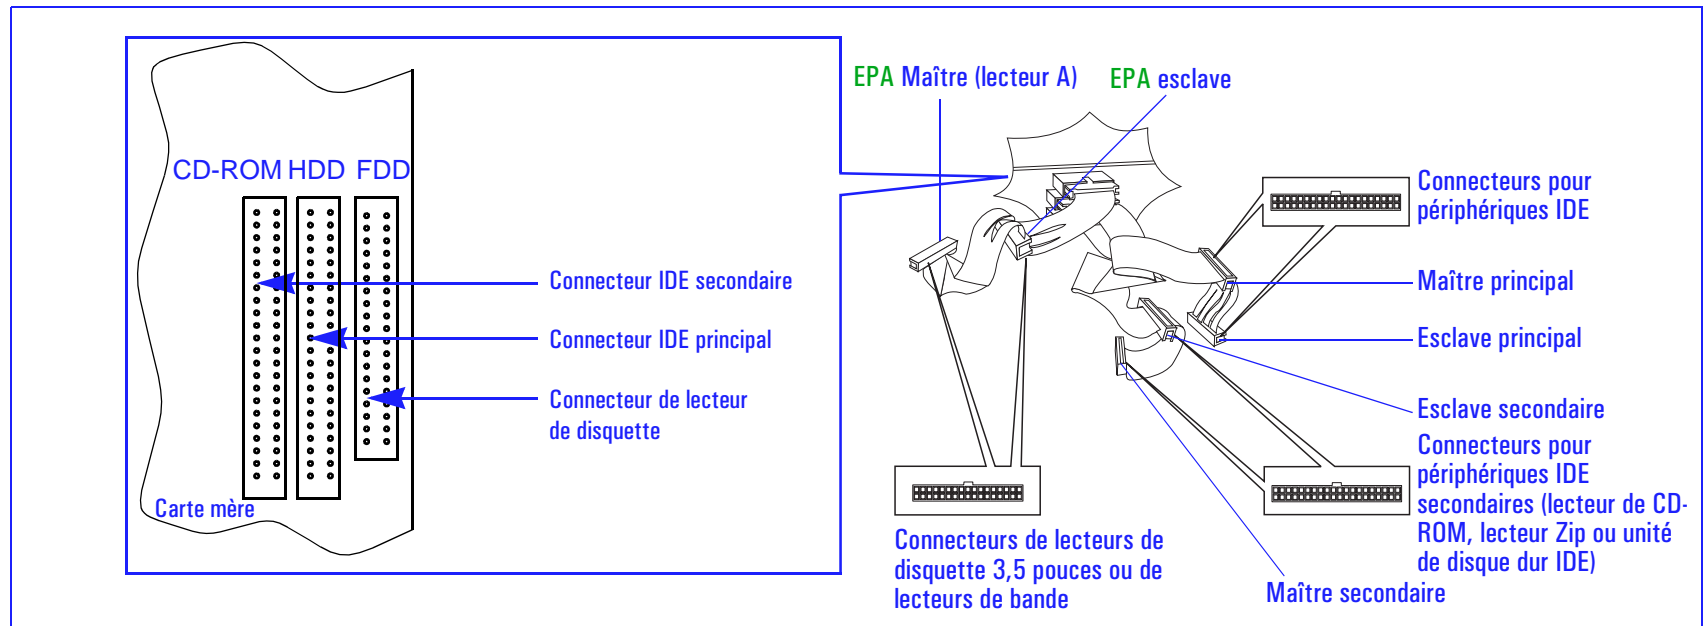 CD-ROM HDD FDD
Connecteur IDE secondaire
Connecteur IDE principal
Connecteur de lecteur
de disquette
Carte mère
EPA Maître (lecteur A)
EPA esclave
Connecteurs pour
périphériques IDE
Maître principal
Esclave principal
Esclave secondaire
Connecteurs pour
périphériques IDE
secondaires (lecteur de CD-
ROM, lecteur Zip ou unité
de disque dur IDE)
Maître secondaire
Connecteurs de lecteurs de
disquette 3,5 pouces ou de
lecteurs de bande